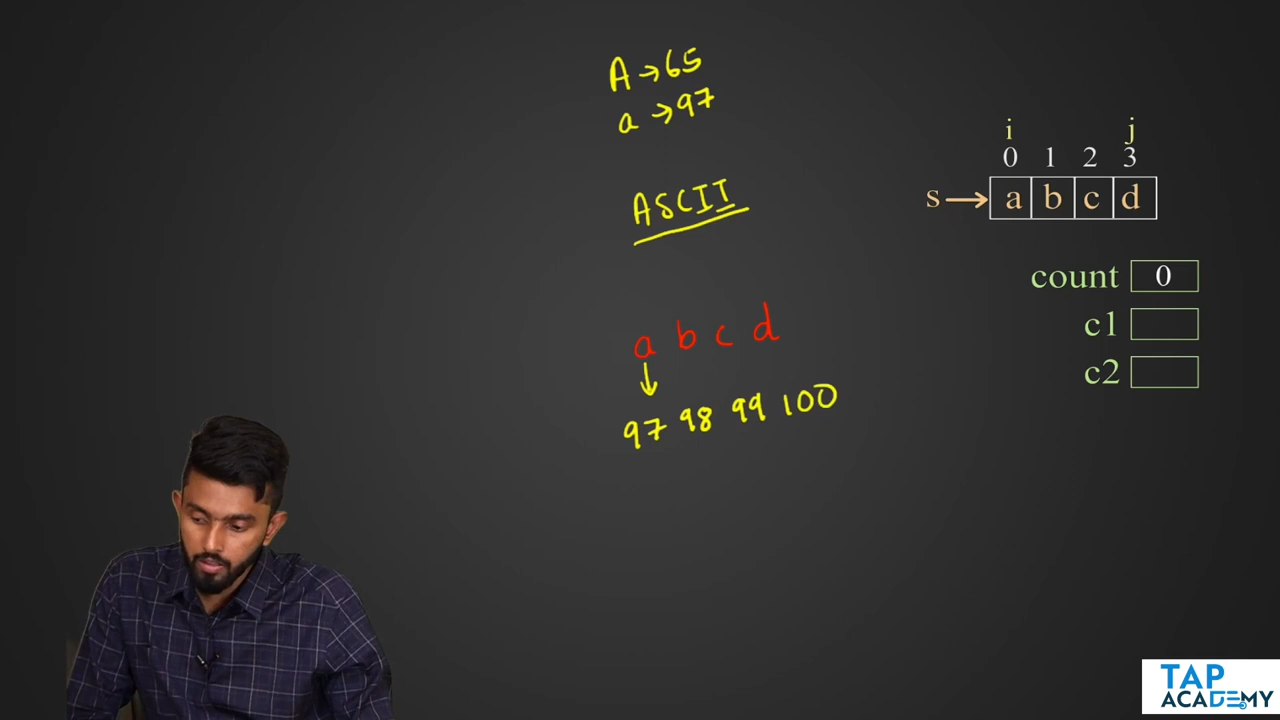 A → 65
a → 97
ASCII
a b c d
↓
97 98 99 100
i j
0 1 2 3
s → a b c d
count 0
c1
c2
TAP
ACADEMY